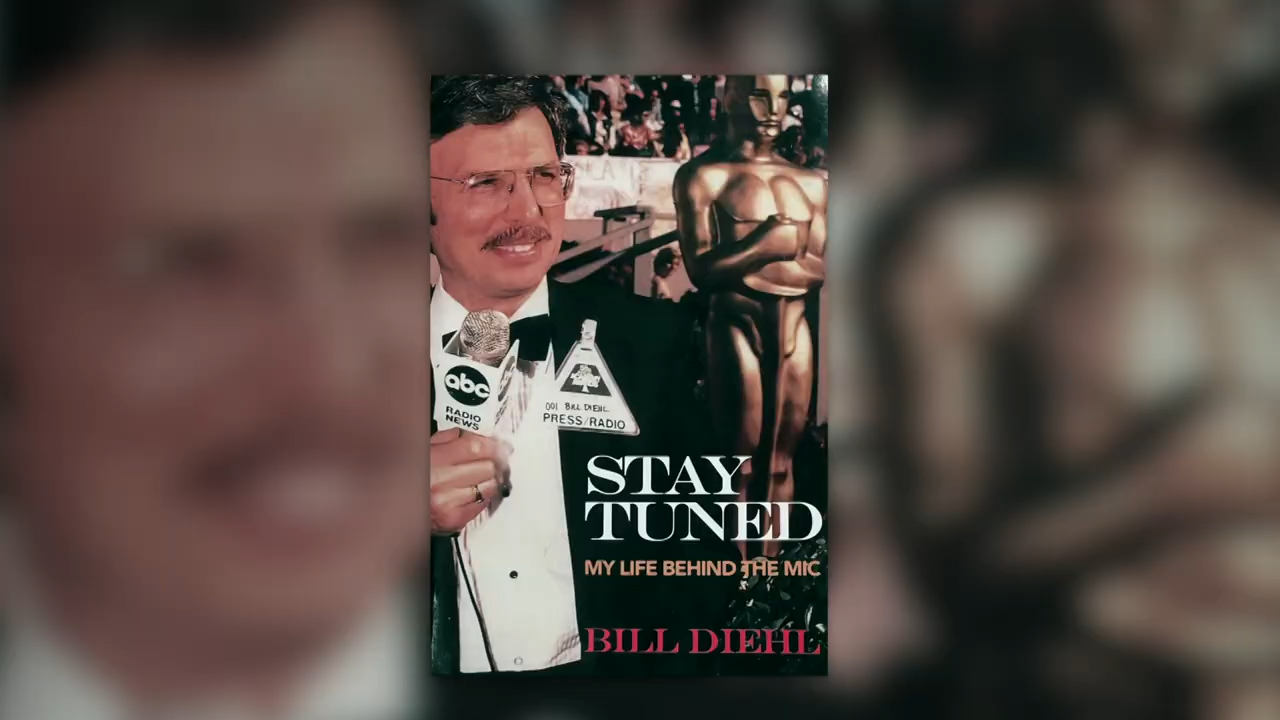 abc
RADIO
NEWS
001 BILL DIEHL
PRESS/RADIO
STAY
TUNED
MY LIFE BEHIND THE MIC
BILL DIEHL